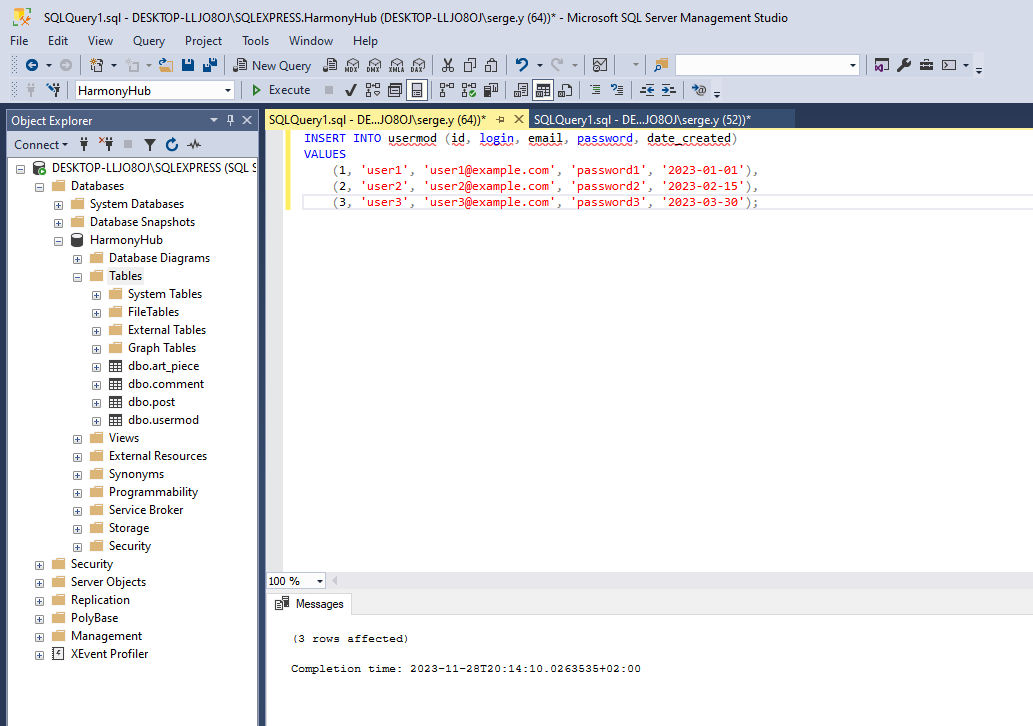 SQLQuery1.sql - DESKTOP-LLJO8OJ\SQLEXPRESS.HarmonyHub (DESKTOP-LLJO8OJ\serge.y (64))* - Microsoft SQL Server Management Studio
File Edit View Query Project Tools Window Help
New Query MDX DMX XMLA DAX
HarmonyHub Execute
Object Explorer
Connect
DESKTOP-LLJO8OJ\SQLEXPRESS (SQL S
Databases
System Databases
Database Snapshots
HarmonyHub
Database Diagrams
Tables
System Tables
FileTables
External Tables
Graph Tables
dbo.art_piece
dbo.comment
dbo.post
dbo.usermod
Views
External Resources
Synonyms
Programmability
Service Broker
Storage
Security
Security
Server Objects
Replication
PolyBase
Management
XEvent Profiler
SQLQuery1.sql - DE...JO8OJ\serge.y (64))* SQLQuery1.sql - DE...JO8OJ\serge.y (52))*
INSERT INTO usermod (id, login, email, password, date_created)
VALUES
(1, 'user1', 'user1@example.com', 'password1', '2023-01-01'),
(2, 'user2', 'user2@example.com', 'password2', '2023-02-15'),
(3, 'user3', 'user3@example.com', 'password3', '2023-03-30');
100 %
Messages
(3 rows affected)
Completion time: 2023-11-28T20:14:10.0263535+02:00